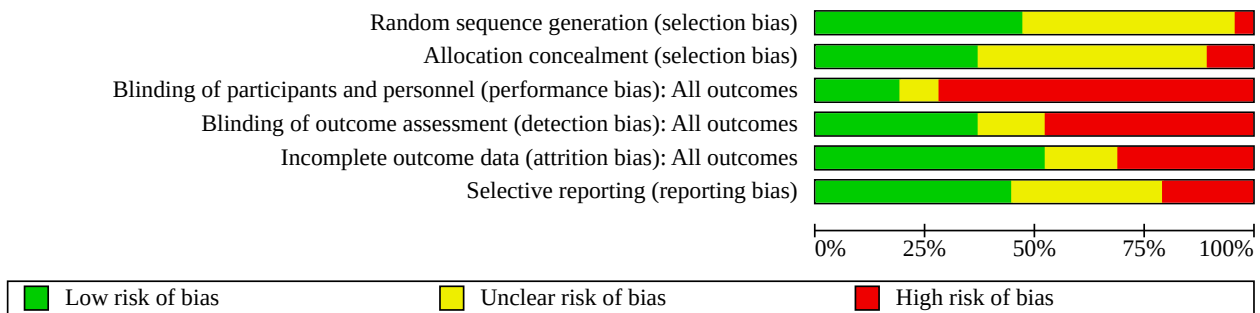 Random sequence generation (selection bias)
Allocation concealment (selection bias)
Blinding of participants and personnel (performance bias): All outcomes
Blinding of outcome assessment (detection bias): All outcomes
Incomplete outcome data (attrition bias): All outcomes
Selective reporting (reporting bias)
0% 25% 50% 75% 100%
Low risk of bias Unclear risk of bias High risk of bias